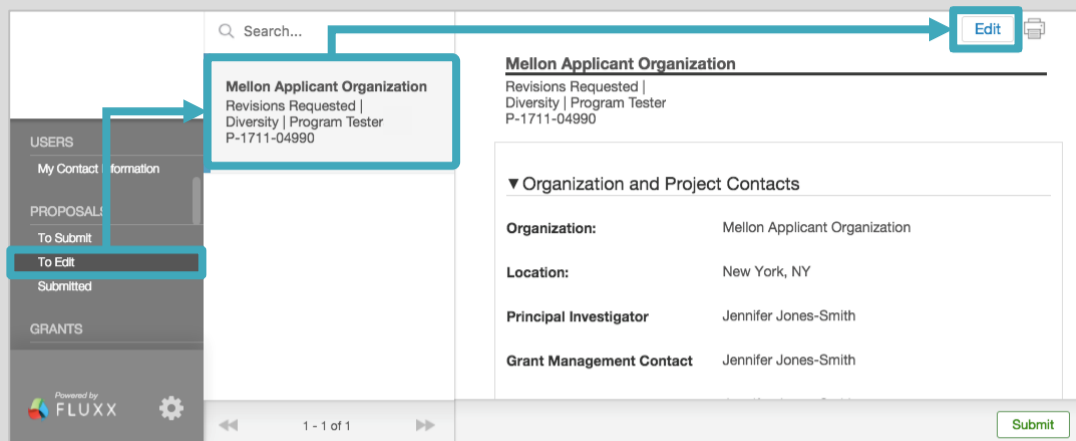 USERS
My Contact Information
PROPOSALS
To Submit
To Edit
Submitted
GRANTS
Powered by
FLUXX
Search...
Mellon Applicant Organization
Revisions Requested |
Diversity | Program Tester
P-1711-04990
1 - 1 of 1
Edit
Mellon Applicant Organization
Revisions Requested |
Diversity | Program Tester
P-1711-04990
▼ Organization and Project Contacts
Organization: Mellon Applicant Organization
Location: New York, NY
Principal Investigator Jennifer Jones-Smith
Grant Management Contact Jennifer Jones-Smith
Submit